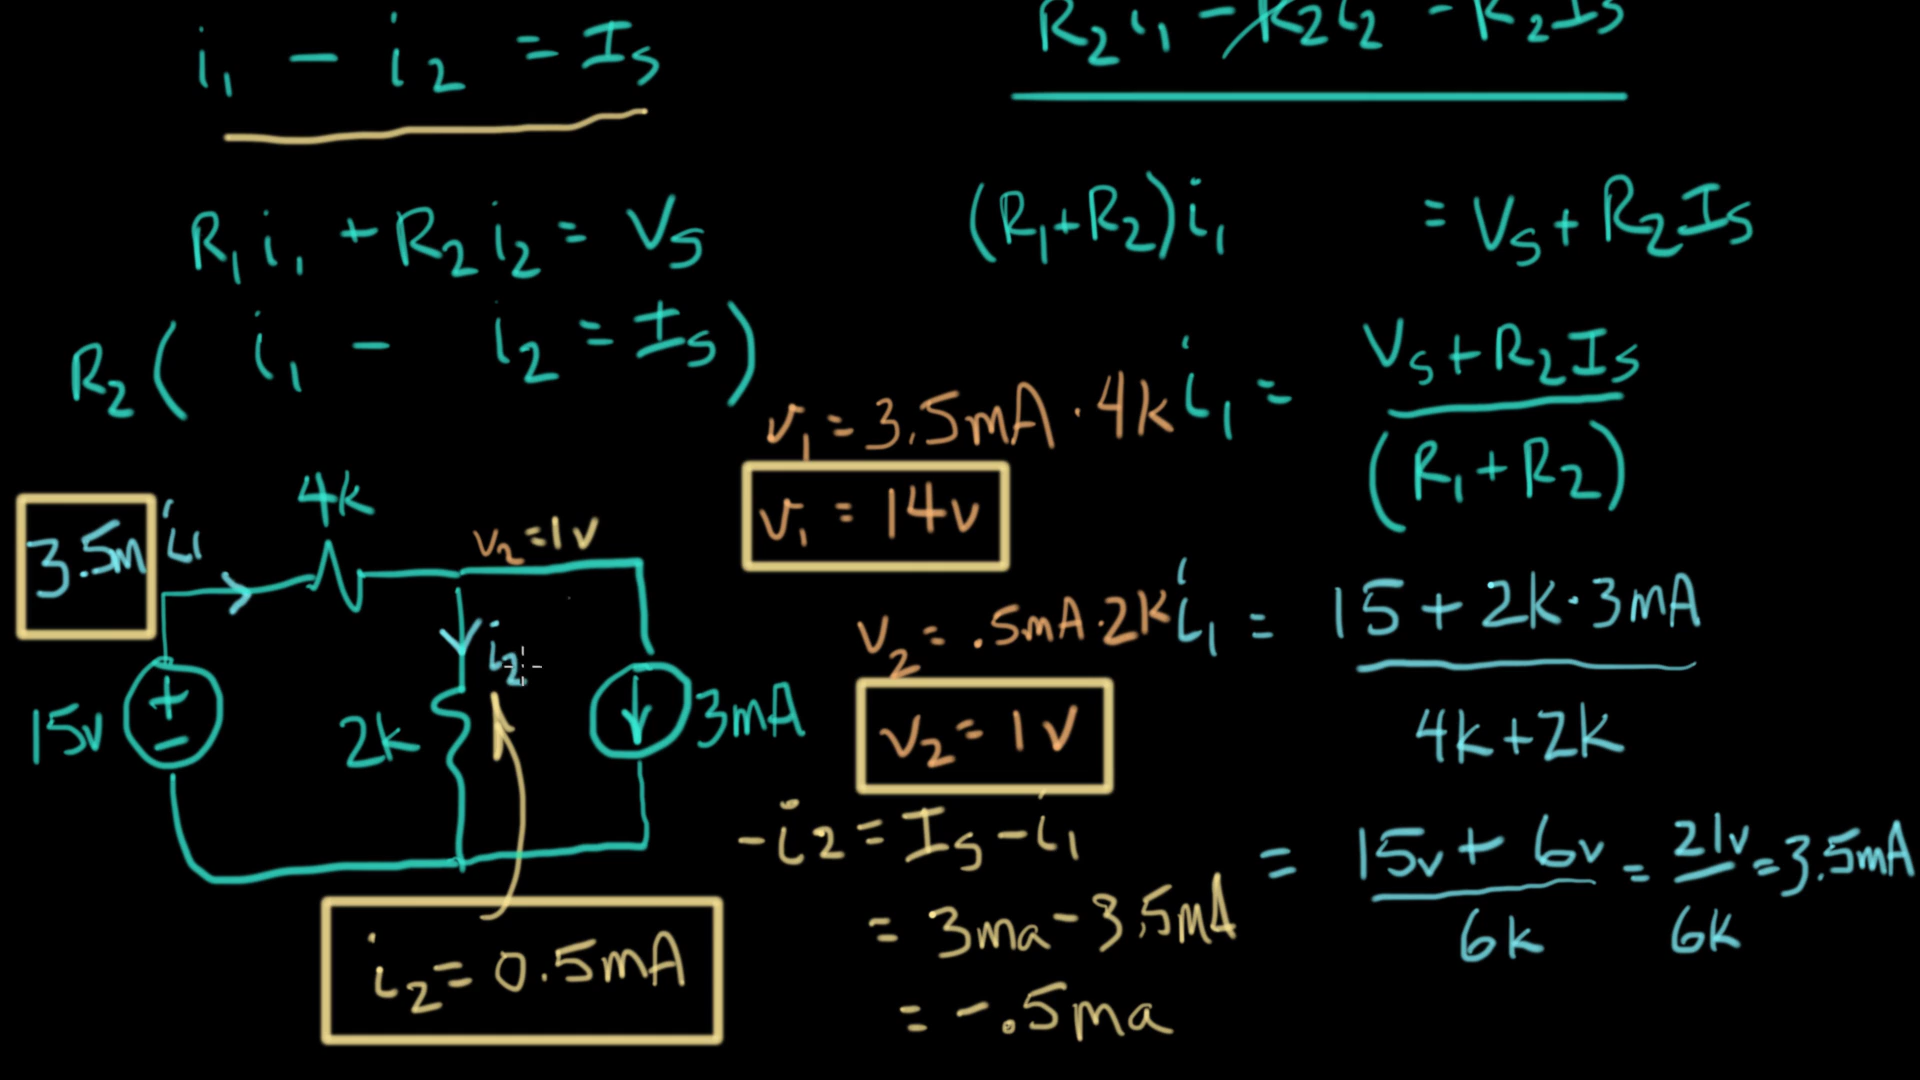 i₁ - i₂ = Is
R₂i₁ - R₂i₂ = R₂Is
R₁i₁ + R₂i₂ = Vs
(R₁+R₂)i₁ = Vs + R₂Is
R₂( i₁ - i₂ = Is )
i₁ = Vs + R₂Is
(R₁ + R₂)
v₁ = 3.5mA · 4k
v₁ = 14v
3.5m
i₁
4k
v₂ = 1v
i₁ = 15 + 2k · 3mA
4k+2k
v₂ = .5mA · 2k
v₂ = 1v
i₂
15v
+
-
2k
3mA
-i₂ = Is - i₁
= 3ma - 3.5mA
= -.5ma
= 15v + 6v = 21v = 3.5mA
6k 6k
i₂ = 0.5mA